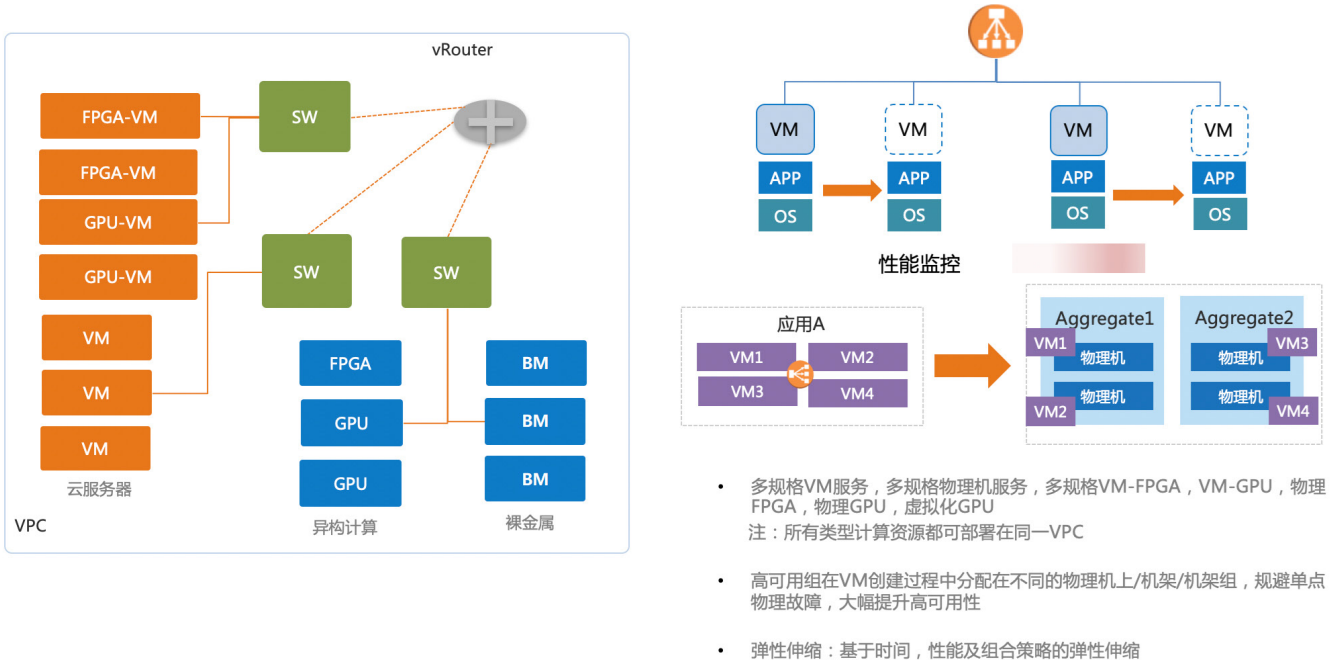 vRouter
FPGA-VM
FPGA-VM
GPU-VM
GPU-VM
VM
VM
VM
云服务器
SW
SW
SW
FPGA
GPU
GPU
异构计算
BM
BM
BM
裸金属
VPC
VM
VM
VM
VM
APP
APP
APP
APP
OS
OS
OS
OS
性能监控
应用A
VM1
VM2
VM3
VM4
Aggregate1
VM1
物理机
物理机
VM2
Aggregate2
VM3
物理机
物理机
VM4
• 多规格VM服务，多规格物理机服务，多规格VM-FPGA，VM-GPU，物理
FPGA，物理GPU，虚拟化GPU
注：所有类型计算资源都可部署在同一VPC
• 高可用组在VM创建过程中分配在不同的物理机上/机架/机架组，规避单点
物理故障，大幅提升高可用性
• 弹性伸缩：基于时间，性能及组合策略的弹性伸缩